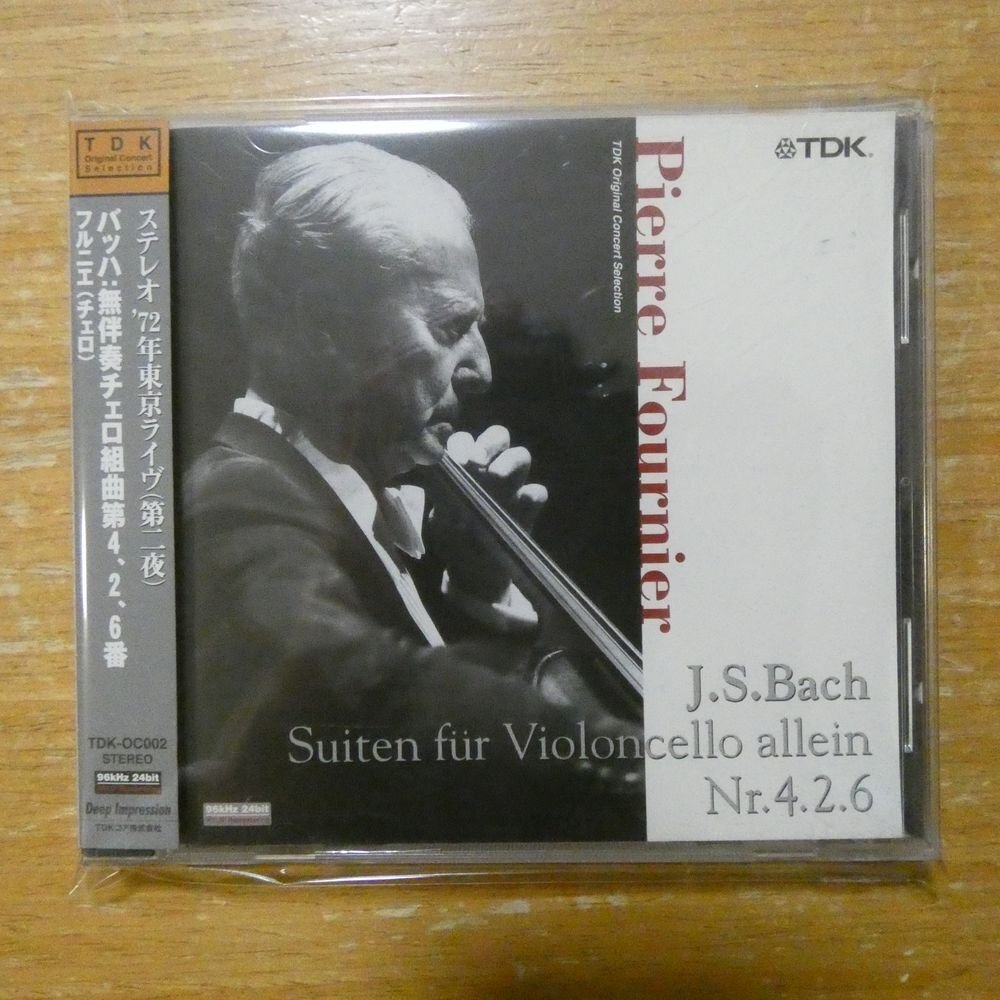 TDK
Original Concert
Selection
ステレオ '72年東京ライヴ(第二夜)
バッハ:無伴奏チェロ組曲第4、2、6番
フルニエ(チェロ)
TDK-OC002
STEREO
96kHz 24bit
Deep Impression
TDKコア株式会社
TDK Original Concert Selection
Pierre Fournier
TDK®
J.S.Bach
Suiten für Violoncello allein
Nr.4.2.6
96kHz 24bit